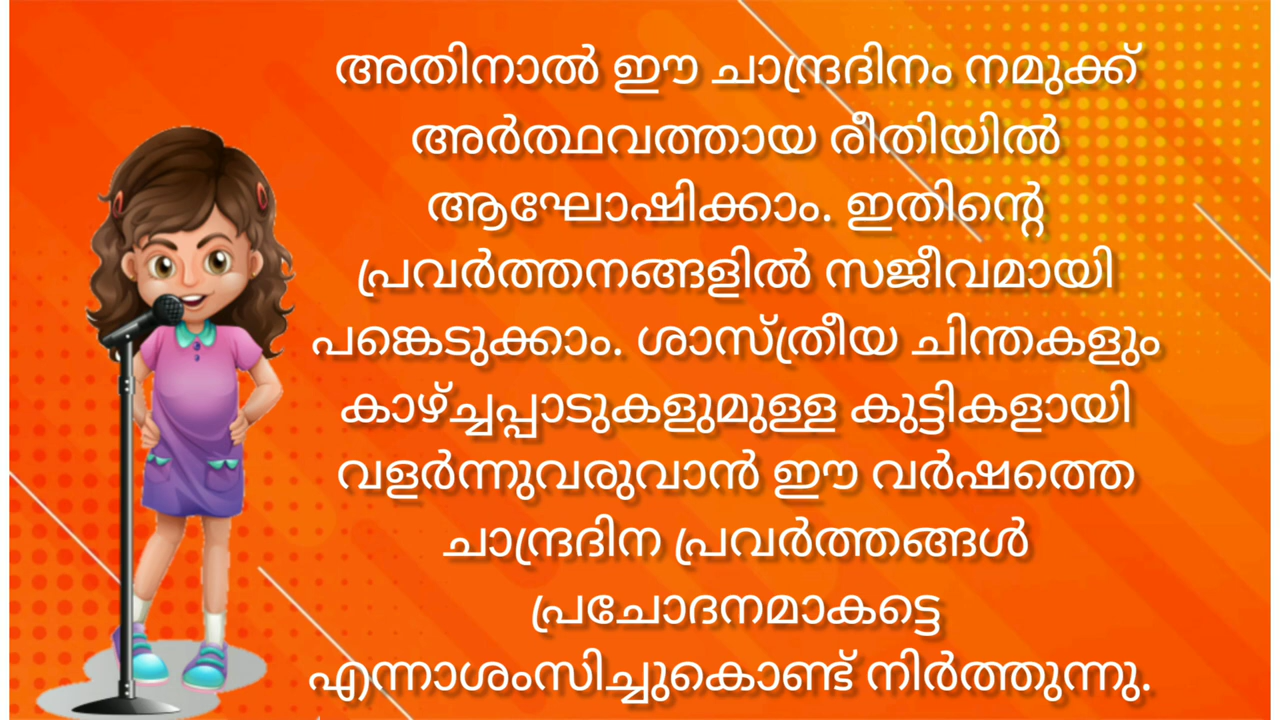 അതിനാൽ ഈ ചാന്ദ്രദിനം നമുക്ക്
അർത്ഥവത്തായ രീതിയിൽ
ആഘോഷിക്കാം. ഇതിന്റെ
പ്രവർത്തനങ്ങളിൽ സജീവമായി
പങ്കെടുക്കാം. ശാസ്ത്രീയ ചിന്തകളും
കാഴ്ച്ചപ്പാടുകളുമുള്ള കുട്ടികളായി
വളർന്നുവരുവാൻ ഈ വർഷത്തെ
ചാന്ദ്രദിന പ്രവർത്തങ്ങൾ
പ്രചോദനമാകട്ടെ
എന്നാശംസിച്ചുകൊണ്ട് നിർത്തുന്നു.